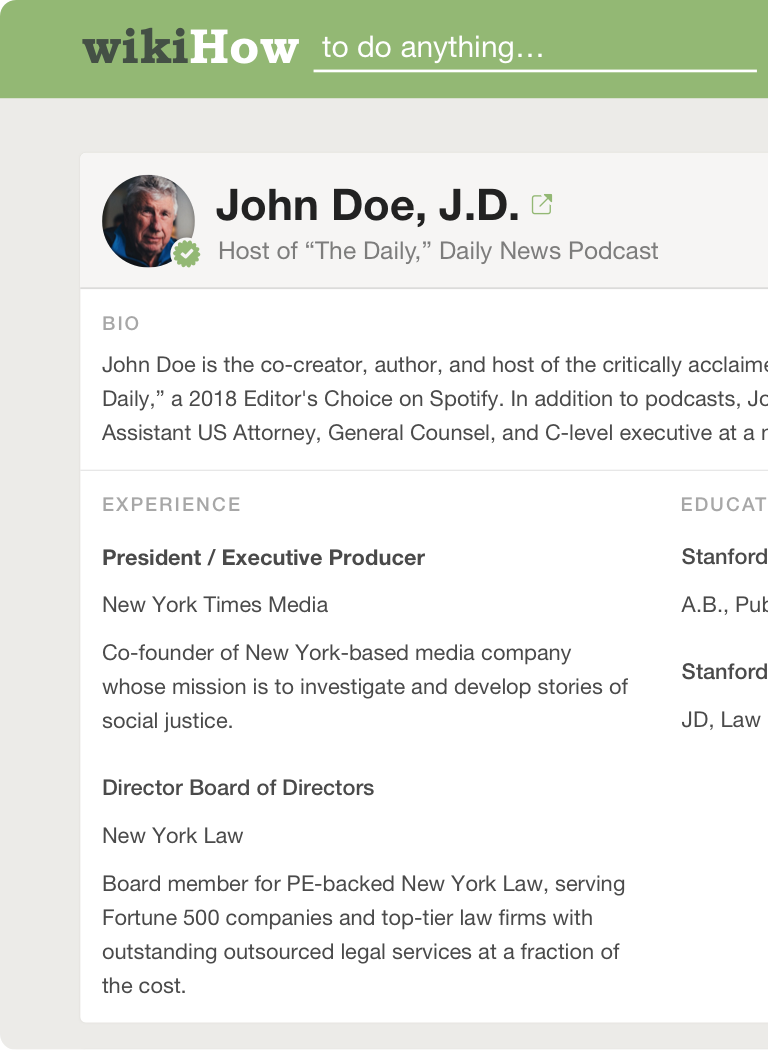 wikiHow to do anything...
John Doe, J.D.
Host of “The Daily,” Daily News Podcast
BIO
John Doe is the co-creator, author, and host of the critically acclaime
Daily,” a 2018 Editor's Choice on Spotify. In addition to podcasts, Jo
Assistant US Attorney, General Counsel, and C-level executive at a
EXPERIENCE
President / Executive Producer
New York Times Media
Co-founder of New York-based media company
whose mission is to investigate and develop stories of
social justice.
Director Board of Directors
New York Law
Board member for PE-backed New York Law, serving
Fortune 500 companies and top-tier law firms with
outstanding outsourced legal services at a fraction of
the cost.
EDUCAT
Stanford
A.B., Pub
Stanford
JD, Law